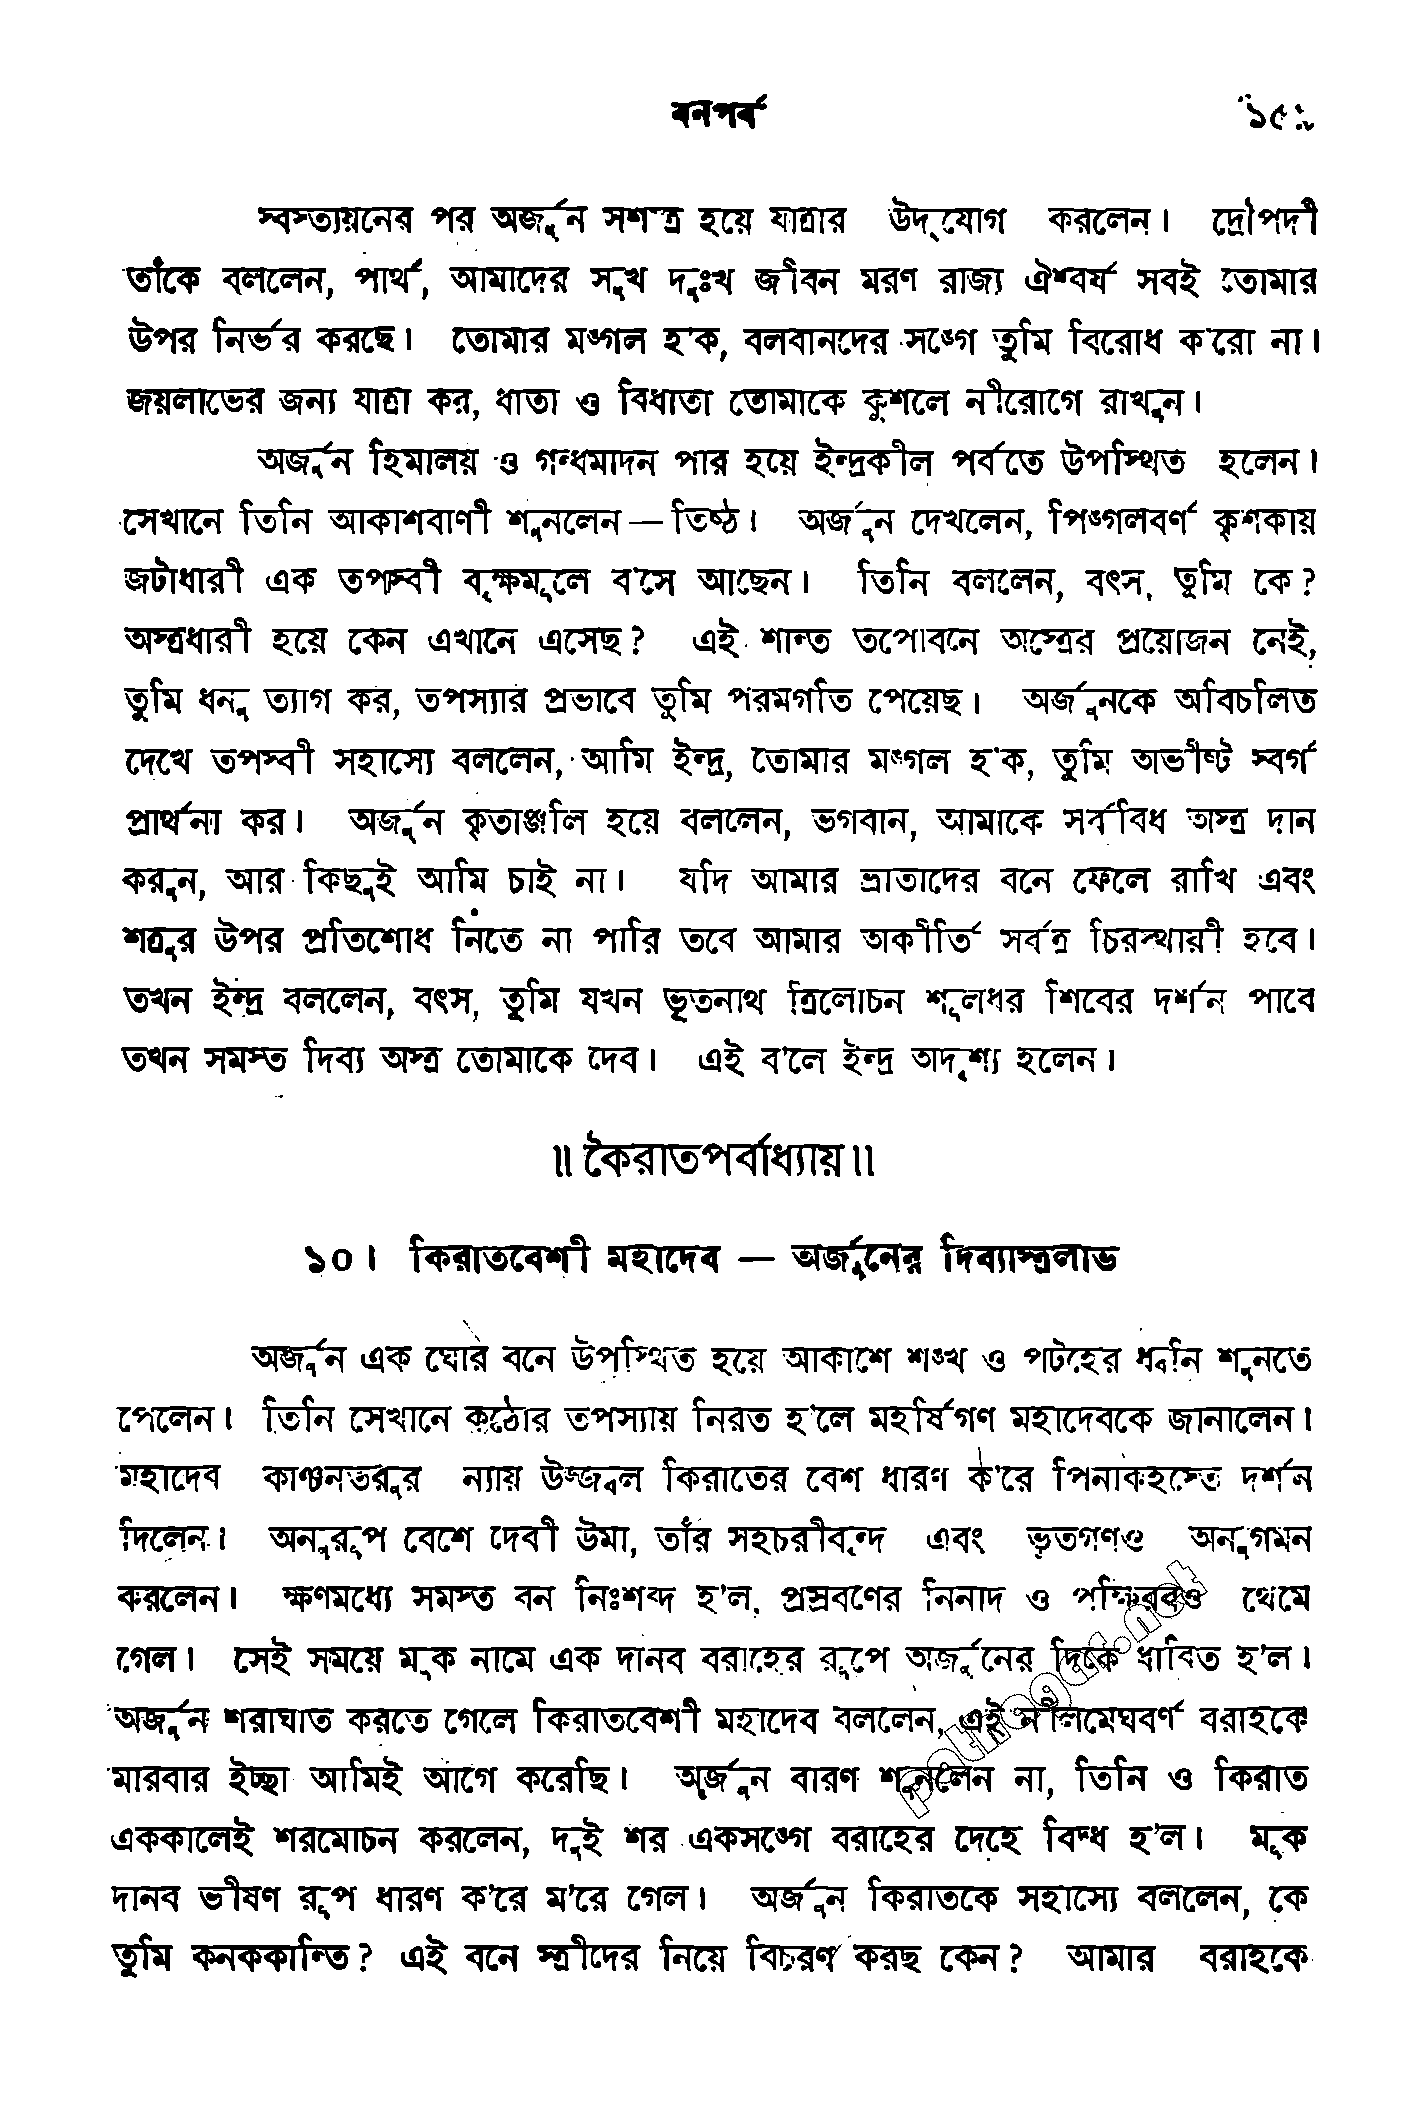 বনপর্ব
স্বস্ত্যয়নের পর অর্জুন সশস্ত্র হয়ে যাত্রার উদ্‌যোগ করলেন। দ্রৌপদী
তাঁকে বললেন, পার্থ, আমাদের সুখ দুঃখ জীবন মরণ রাজ্য ঐশ্বর্য সবই তোমার
উপর নির্ভর করছে। তোমার মঙ্গল হ'ক, বলবানদের সঙ্গে তুমি বিরোধ ক'রো না।
জয়লাভের জন্য যাত্রা কর, ধাতা ও বিধাতা তোমাকে কুশলে নীরোগে রাখুন।
অর্জুন হিমালয় ও গন্ধমাদন পার হয়ে ইন্দ্রকীল পর্বতে উপস্থিত হলেন।
সেখানে তিনি আকাশবাণী শুনলেন — তিষ্ঠ। অর্জুন দেখলেন, পিঙ্গলবর্ণ কৃশকায়
জটাধারী এক তপস্বী বৃক্ষমূলে ব'সে আছেন। তিনি বললেন, বৎস, তুমি কে?
অস্ত্রধারী হয়ে কেন এখানে এসেছ? এই শান্ত তপোবনে অস্ত্রের প্রয়োজন নেই,
তুমি ধনু ত্যাগ কর, তপস্যার প্রভাবে তুমি পরমগতি পেয়েছ। অর্জুনকে অবিচলিত
দেখে তপস্বী সহাস্যে বললেন, আমি ইন্দ্র, তোমার মঙ্গল হ'ক, তুমি অভীষ্ট স্বর্গ
প্রার্থনা কর। অর্জুন কৃতাঞ্জলি হয়ে বললেন, ভগবান, আমাকে সর্ববিধ অস্ত্র দান
করুন, আর কিছুই আমি চাই না। যদি আমার ভ্রাতাদের বনে ফেলে রাখি এবং
শত্রুর উপর প্রতিশোধ নিতে না পারি তবে আমার অকীর্তি সর্বত্র চিরস্থায়ী হবে।
তখন ইন্দ্র বললেন, বৎস, তুমি যখন ভূতনাথ ত্রিলোচন শূলধর শিবের দর্শন পাবে
তখন সমস্ত দিব্য অস্ত্র তোমাকে দেব। এই ব'লে ইন্দ্র অদৃশ্য হলেন।
॥ কৈরাতপর্বাধ্যায় ॥
১০। কিরাতবেশী মহাদেব — অর্জুনের দিব্যাস্ত্রলাভ
অর্জুন এক ঘোর বনে উপস্থিত হয়ে আকাশে শঙ্খ ও পটহের ধ্বনি শুনতে
পেলেন। তিনি সেখানে কঠোর তপস্যায় নিরত হ'লে মহর্ষিগণ মহাদেবকে জানালেন।
মহাদেব কাঞ্চনতরুর ন্যায় উজ্জ্বল কিরাতের বেশ ধারণ ক'রে পিনাকহস্তে দর্শন
দিলেন। অনুরূপ বেশে দেবী উমা, তাঁর সহচরীবৃন্দ এবং ভূতগণও অনুগমন
করলেন। ক্ষণমধ্যে সমস্ত বন নিঃশব্দ হ'ল, প্রস্রবণের নিনাদ ও পক্ষিরবও থেমে
গেল। সেই সময়ে মূক নামে এক দানব বরাহের রূপে অর্জুনের দিকে ধাবিত হ'ল।
অর্জুন শরাঘাত করতে গেলে কিরাতবেশী মহাদেব বললেন, এই নীলমেঘবর্ণ বরাহকে
মারবার ইচ্ছা আমিই আগে করেছি। অর্জুন বারণ শুনলেন না, তিনি ও কিরাত
এককালেই শরমোচন করলেন, দুই শর একসঙ্গে বরাহের দেহে বিদ্ধ হ'ল। মূক
দানব ভীষণ রূপ ধারণ ক'রে ম'রে গেল। অর্জুন কিরাতকে সহাস্যে বললেন, কে
তুমি কনককান্তি? এই বনে স্ত্রীদের নিয়ে বিচরণ করছ কেন? আমার বরাহকে
pathagar.net